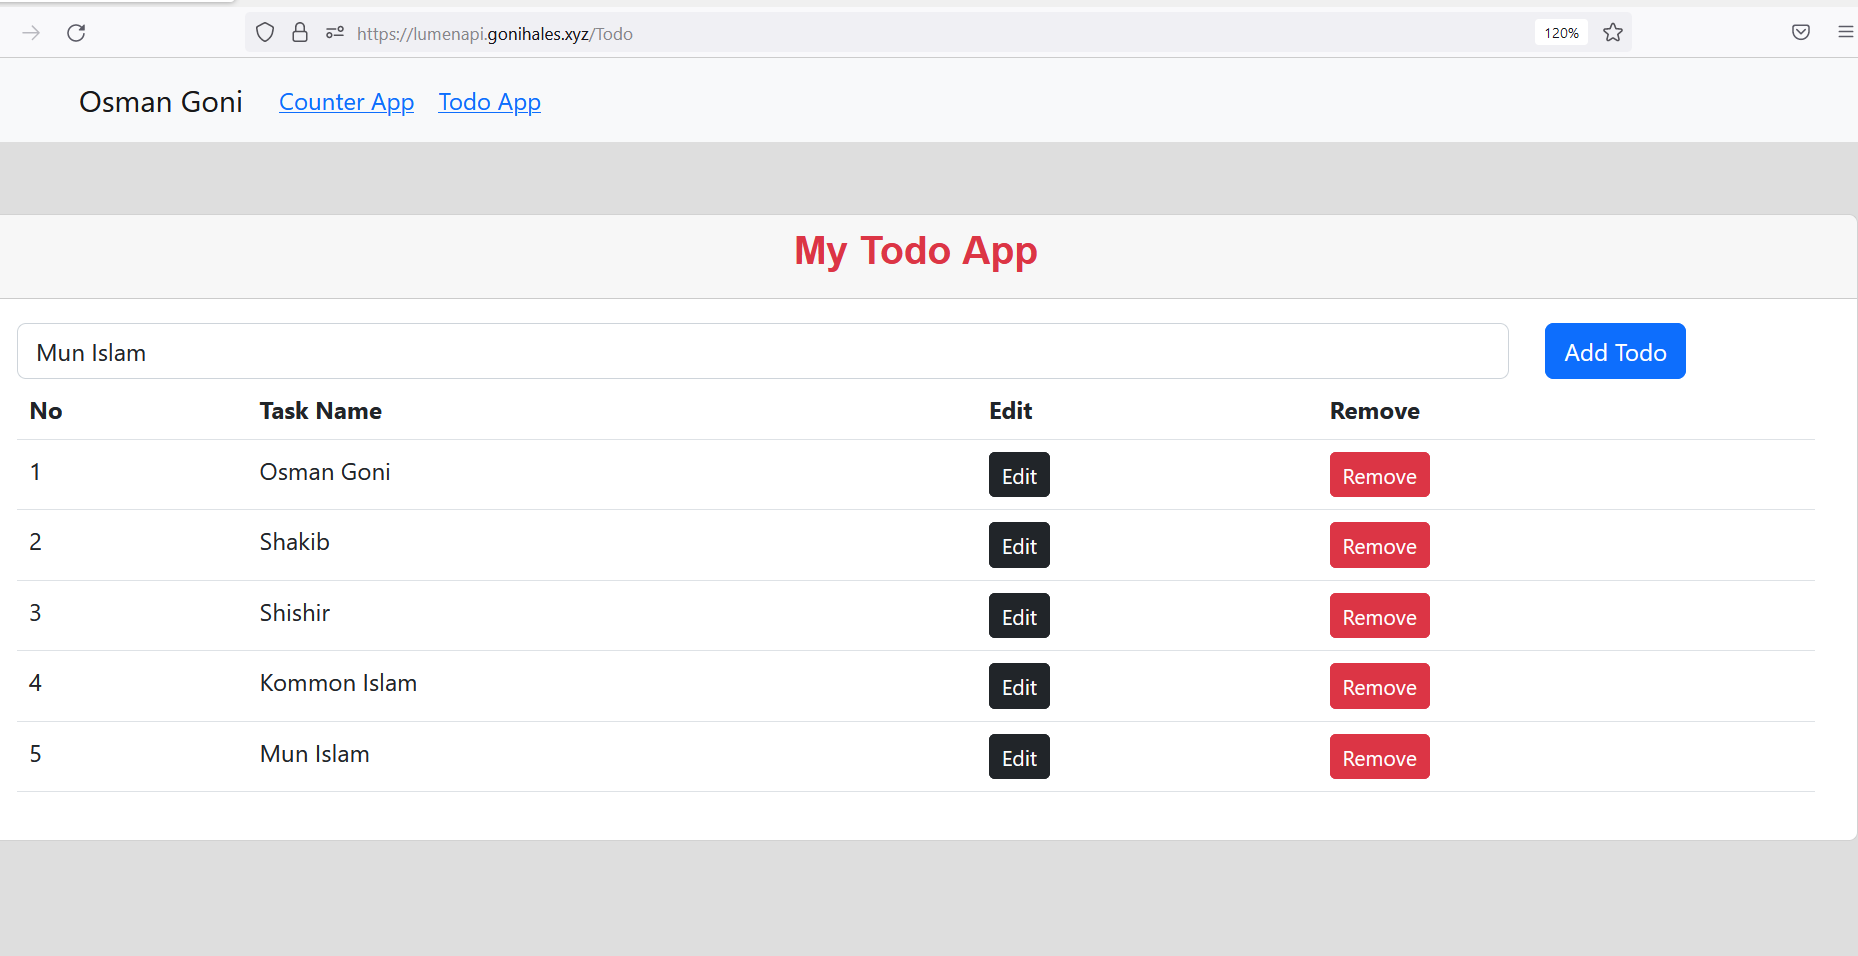 https://lumenapi.gonihales.xyz/Todo 120%
Osman Goni Counter App Todo App
My Todo App
Mun Islam Add Todo
No Task Name Edit Remove
1 Osman Goni Edit Remove
2 Shakib Edit Remove
3 Shishir Edit Remove
4 Kommon Islam Edit Remove
5 Mun Islam Edit Remove